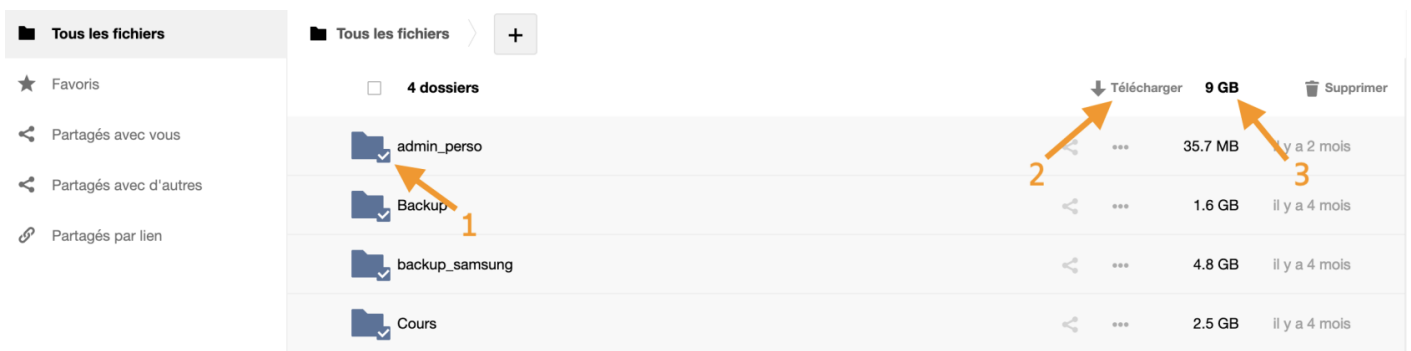 Tous les fichiers
Favoris
Partagés avec vous
Partagés avec d'autres
Partagés par lien
Tous les fichiers +
4 dossiers Télécharger 9 GB Supprimer
admin_perso 35.7 MB il y a 2 mois
2 3
Backup 1.6 GB il y a 4 mois
1
backup_samsung 4.8 GB il y a 4 mois
Cours 2.5 GB il y a 4 mois